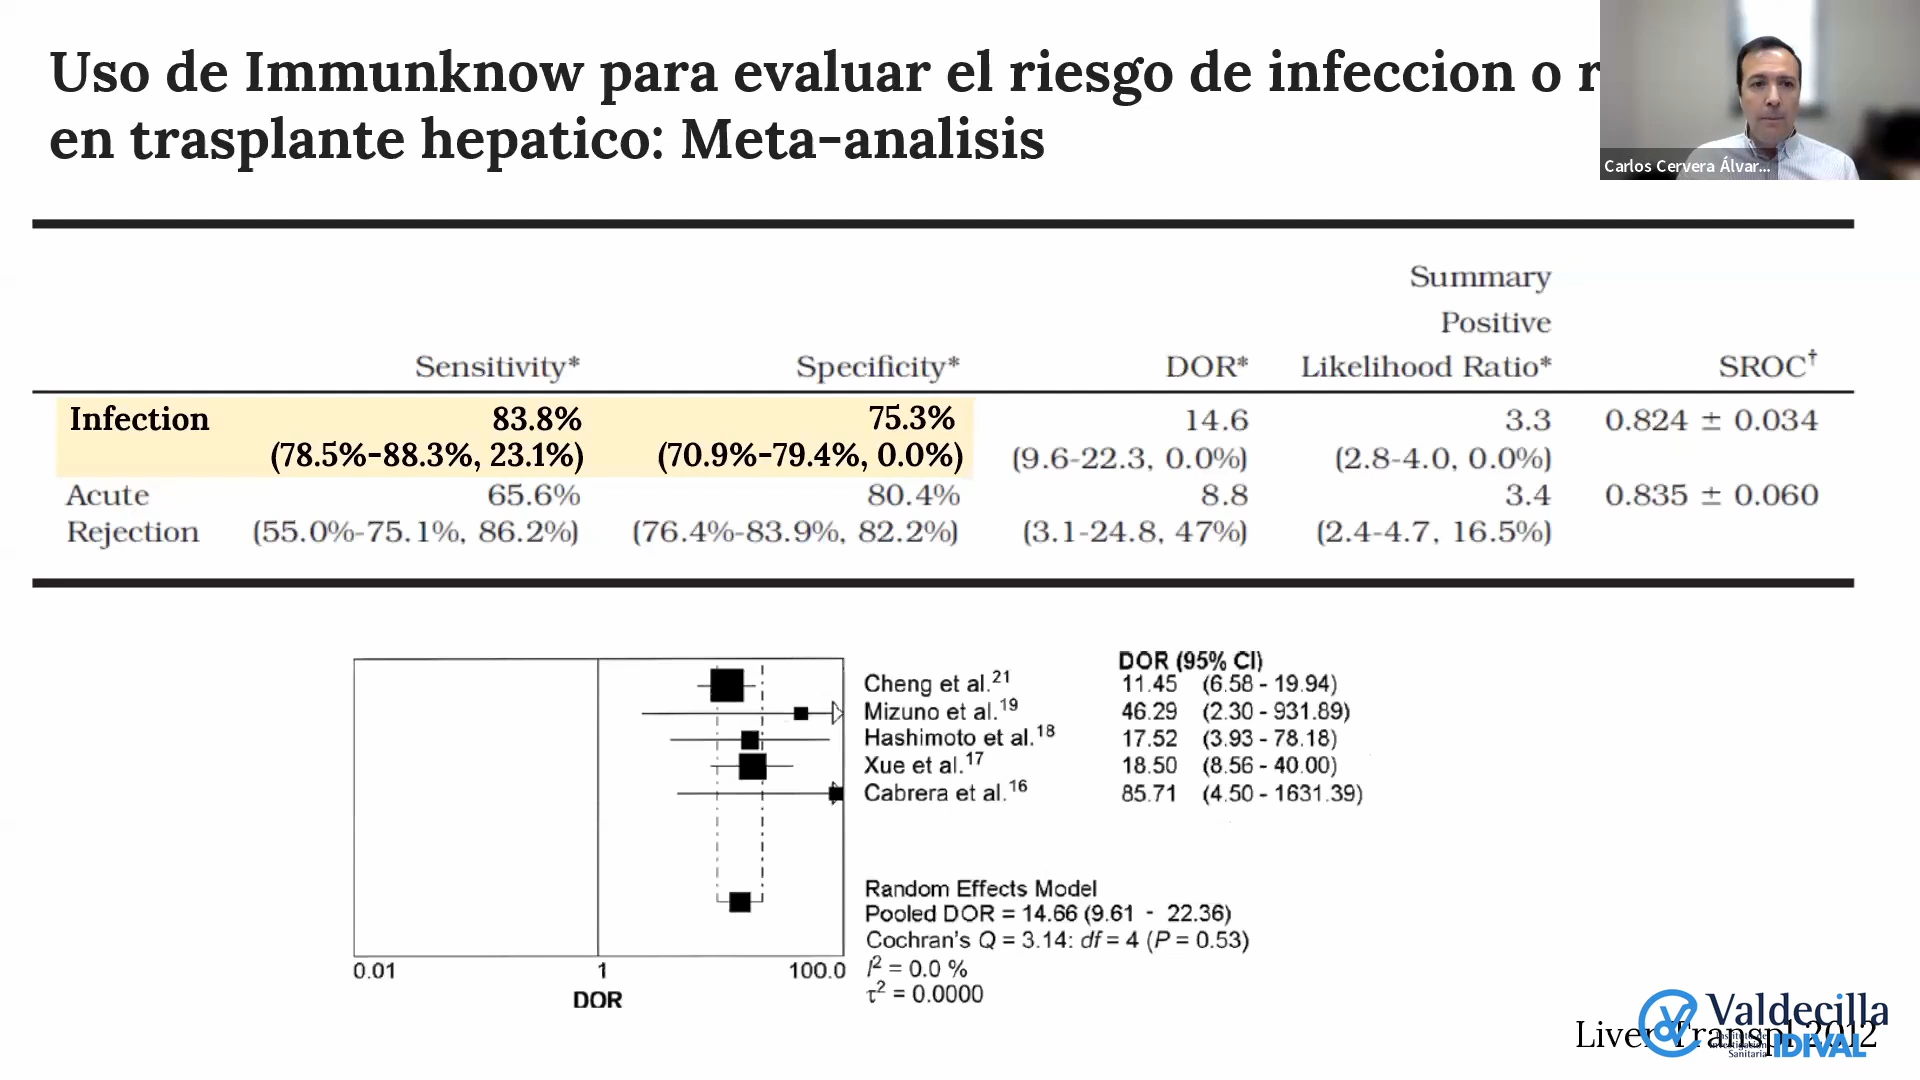 Uso de Immunknow para evaluar el riesgo de infeccion o r
en trasplante hepatico: Meta-analisis
Carlos Cervera Álvar...
Summary
Positive
Sensitivity* Specificity* DOR* Likelihood Ratio* SROC†
Infection 83.8% 75.3% 14.6 3.3 0.824 ± 0.034
(78.5%-88.3%, 23.1%) (70.9%-79.4%, 0.0%) (9.6-22.3, 0.0%) (2.8-4.0, 0.0%)
Acute 65.6% 80.4% 8.8 3.4 0.835 ± 0.060
Rejection (55.0%-75.1%, 86.2%) (76.4%-83.9%, 82.2%) (3.1-24.8, 47%) (2.4-4.7, 16.5%)
DOR (95% CI)
Cheng et al.21 11.45 (6.58 - 19.94)
Mizuno et al.19 46.29 (2.30 - 931.89)
Hashimoto et al.18 17.52 (3.93 - 78.18)
Xue et al.17 18.50 (8.56 - 40.00)
Cabrera et al.16 85.71 (4.50 - 1631.39)
Random Effects Model
Pooled DOR = 14.66 (9.61 - 22.36)
Cochran's Q = 3.14: df = 4 (P = 0.53)
I² = 0.0 %
τ² = 0.0000
0.01 1 100.0
DOR
Liver Transpl 2012
Valdecilla
Instituto de
Investigación
Sanitaria
IDIVAL